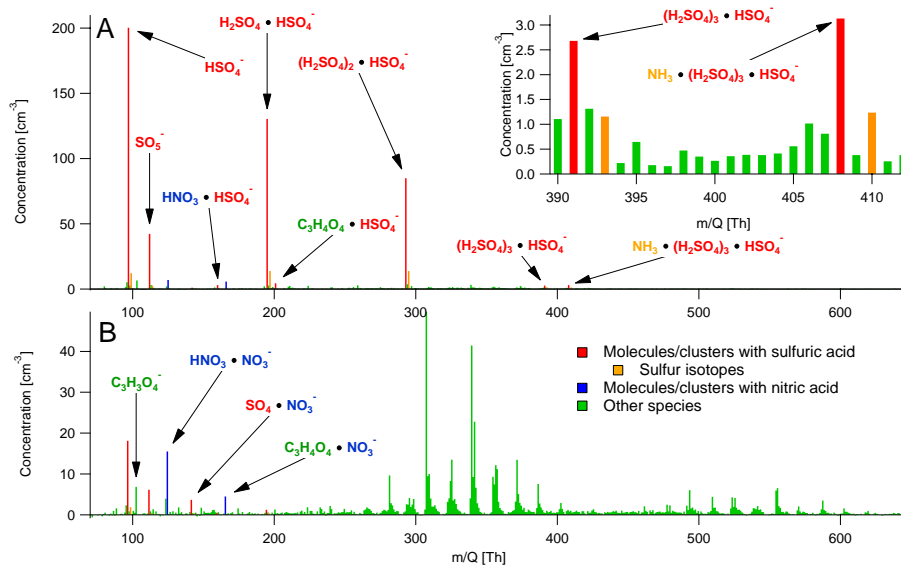 A
H₂SO₄ • HSO₄⁻
HSO₄⁻
(H₂SO₄)₂ • HSO₄⁻
SO₅⁻
HNO₃ • HSO₄⁻
C₃H₄O₄ • HSO₄⁻
(H₂SO₄)₃ • HSO₄⁻
NH₃ • (H₂SO₄)₃ • HSO₄⁻
Concentration [cm⁻³]
200
150
100
50
0
100 200 300 400 500 600
(H₂SO₄)₃ • HSO₄⁻
NH₃ • (H₂SO₄)₃ • HSO₄⁻
Concentration [cm⁻³]
3.0
2.5
2.0
1.5
1.0
0.5
0.0
390 395 400 405 410
m/Q [Th]
B
HNO₃ • NO₃⁻
C₃H₃O₄⁻
SO₄ • NO₃⁻
C₃H₄O₄ • NO₃⁻
Molecules/clusters with sulfuric acid
Sulfur isotopes
Molecules/clusters with nitric acid
Other species
Concentration [cm⁻³]
40
30
20
10
0
100 200 300 400 500 600
m/Q [Th]